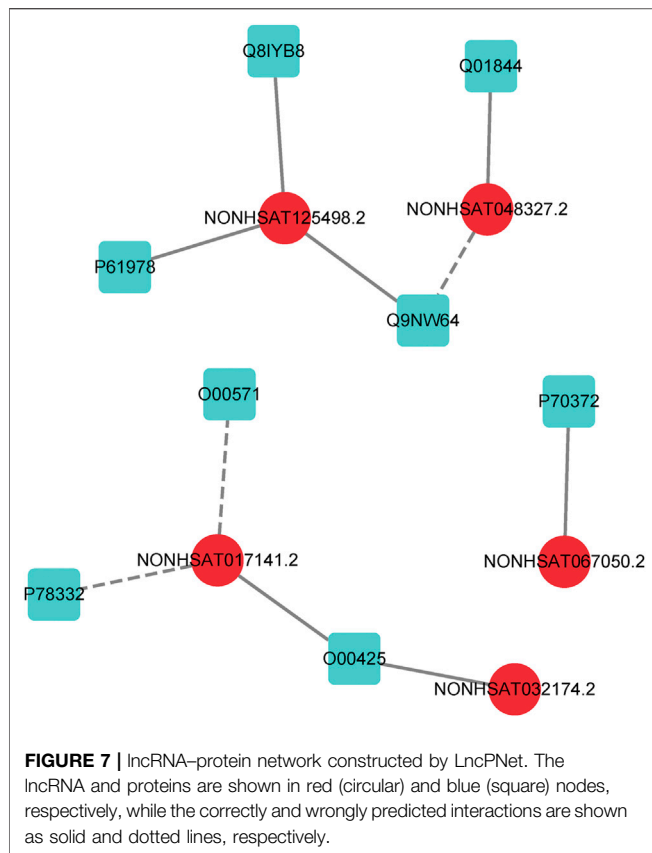 Q8IYB8
Q01844
NONHSAT125498.2
NONHSAT048327.2
P61978
Q9NW64
O00571
P70372
NONHSAT017141.2
NONHSAT067050.2
P78332
O00425
NONHSAT032174.2
FIGURE 7 | lncRNA–protein network constructed by LncPNet. The
lncRNA and proteins are shown in red (circular) and blue (square) nodes,
respectively, while the correctly and wrongly predicted interactions are shown
as solid and dotted lines, respectively.